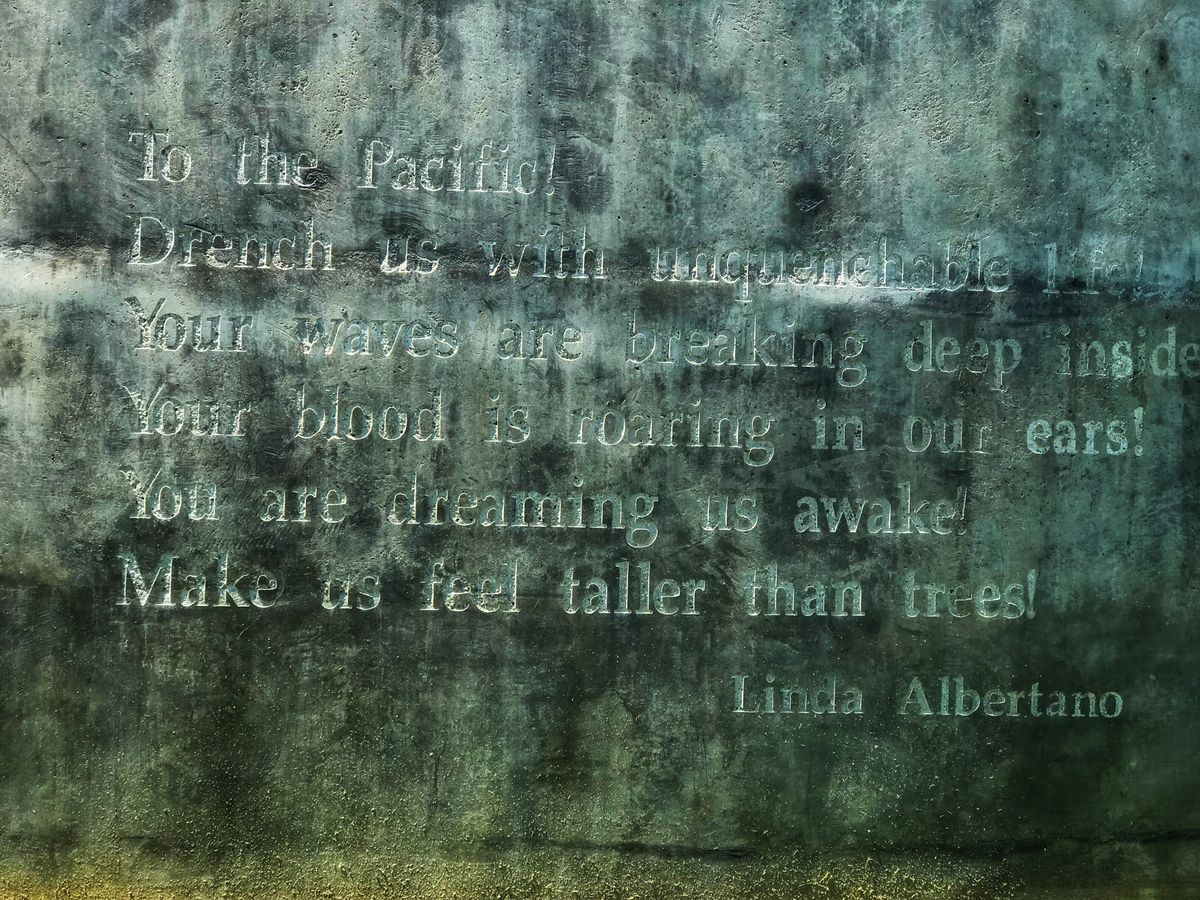 To the Pacific!
Drench us with unquenchable life!
Your waves are breaking deep inside
Your blood is roaring in our ears!
You are dreaming us awake!
Make us feel taller than trees!
Linda Albertano